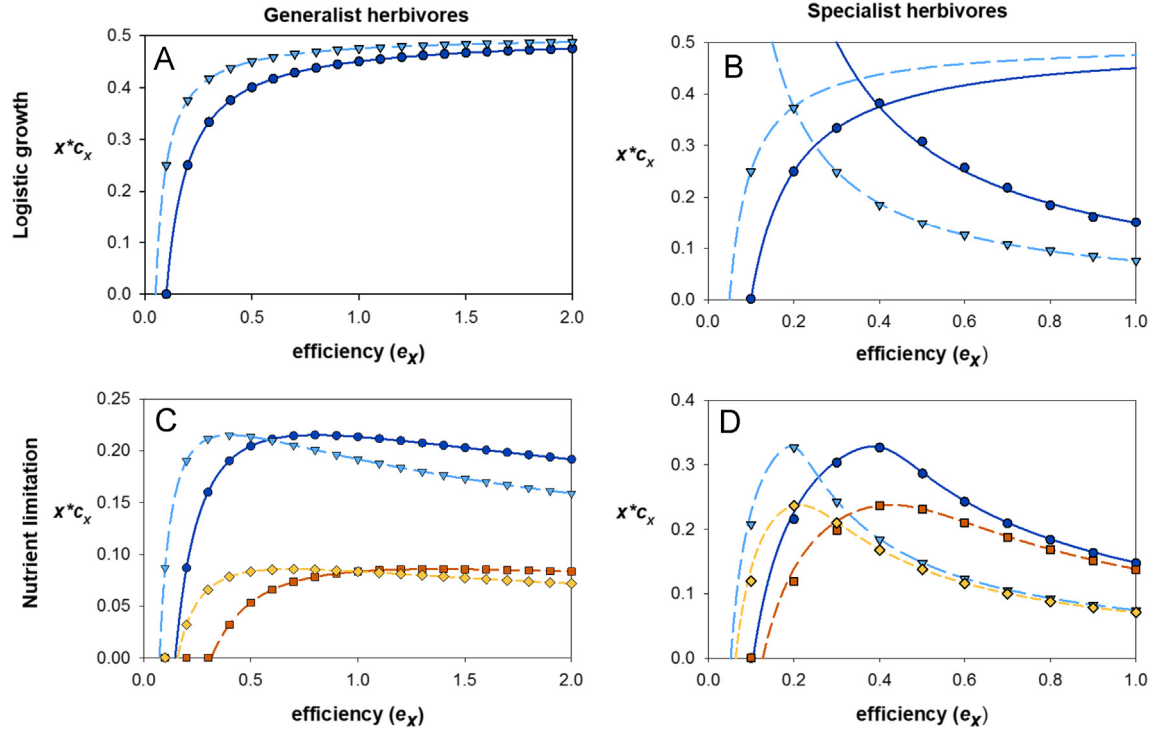 Generalist herbivores
Specialist herbivores
Logistic growth
A
x*cx
0.5
0.4
0.3
0.2
0.1
0.0
0.0 0.5 1.0 1.5 2.0
efficiency (ex)
B
x*cx
0.5
0.4
0.3
0.2
0.1
0.0
0.0 0.2 0.4 0.6 0.8 1.0
efficiency (ex)
Nutrient limitation
C
x*cx
0.25
0.20
0.15
0.10
0.05
0.00
0.0 0.5 1.0 1.5 2.0
efficiency (ex)
D
x*cx
0.4
0.3
0.2
0.1
0.0
0.0 0.2 0.4 0.6 0.8 1.0
efficiency (ex)